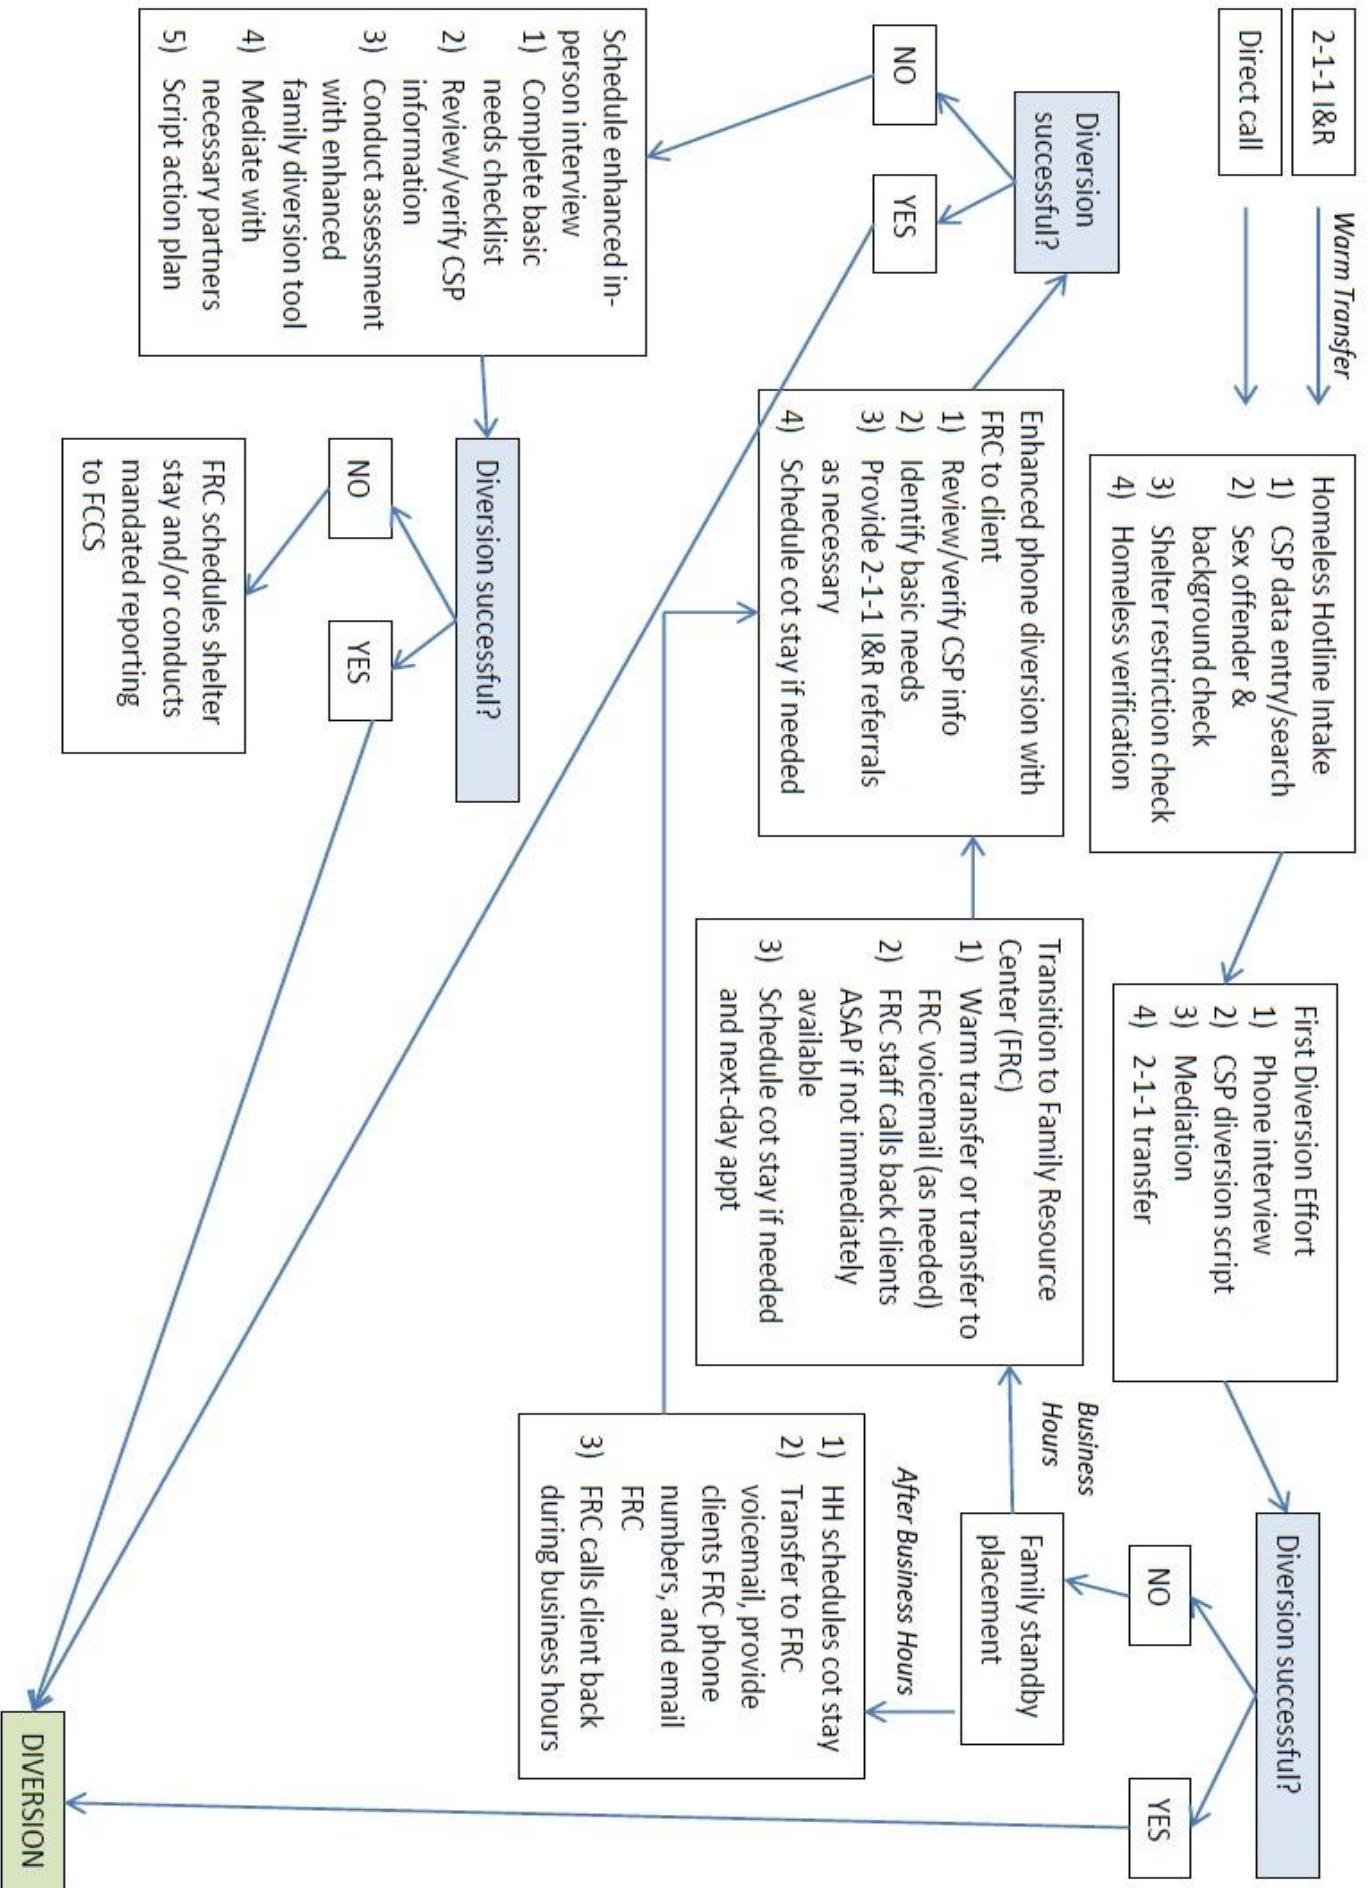 2-1-1 I&R
Direct call
Warm Transfer
Homeless Hotline Intake
1) CSP data entry/search
2) Sex offender &
background check
3) Shelter restriction check
4) Homeless verification
First Diversion Effort
1) Phone interview
2) CSP diversion script
3) Mediation
4) 2-1-1 transfer
Diversion successful?
NO
YES
Family standby
placement
Business
Hours
After Business Hours
Transition to Family Resource
Center (FRC)
1) Warm transfer or transfer to
FRC voicemail (as needed)
2) FRC staff calls back clients
ASAP if not immediately
available
3) Schedule cot stay if needed
and next-day appt
1) HH schedules cot stay
2) Transfer to FRC
voicemail, provide
clients FRC phone
numbers, and email
FRC
3) FRC calls client back
during business hours
Enhanced phone diversion with
FRC to client
1) Review/verify CSP info
2) Identify basic needs
3) Provide 2-1-1 I&R referrals
as necessary
4) Schedule cot stay if needed
Diversion
successful?
NO
YES
Schedule enhanced in-
person interview
1) Complete basic
needs checklist
2) Review/verify CSP
information
3) Conduct assessment
with enhanced
family diversion tool
4) Mediate with
necessary partners
5) Script action plan
Diversion successful?
NO
YES
FRC schedules shelter
stay and/or conducts
mandated reporting
to FCCS
DIVERSION